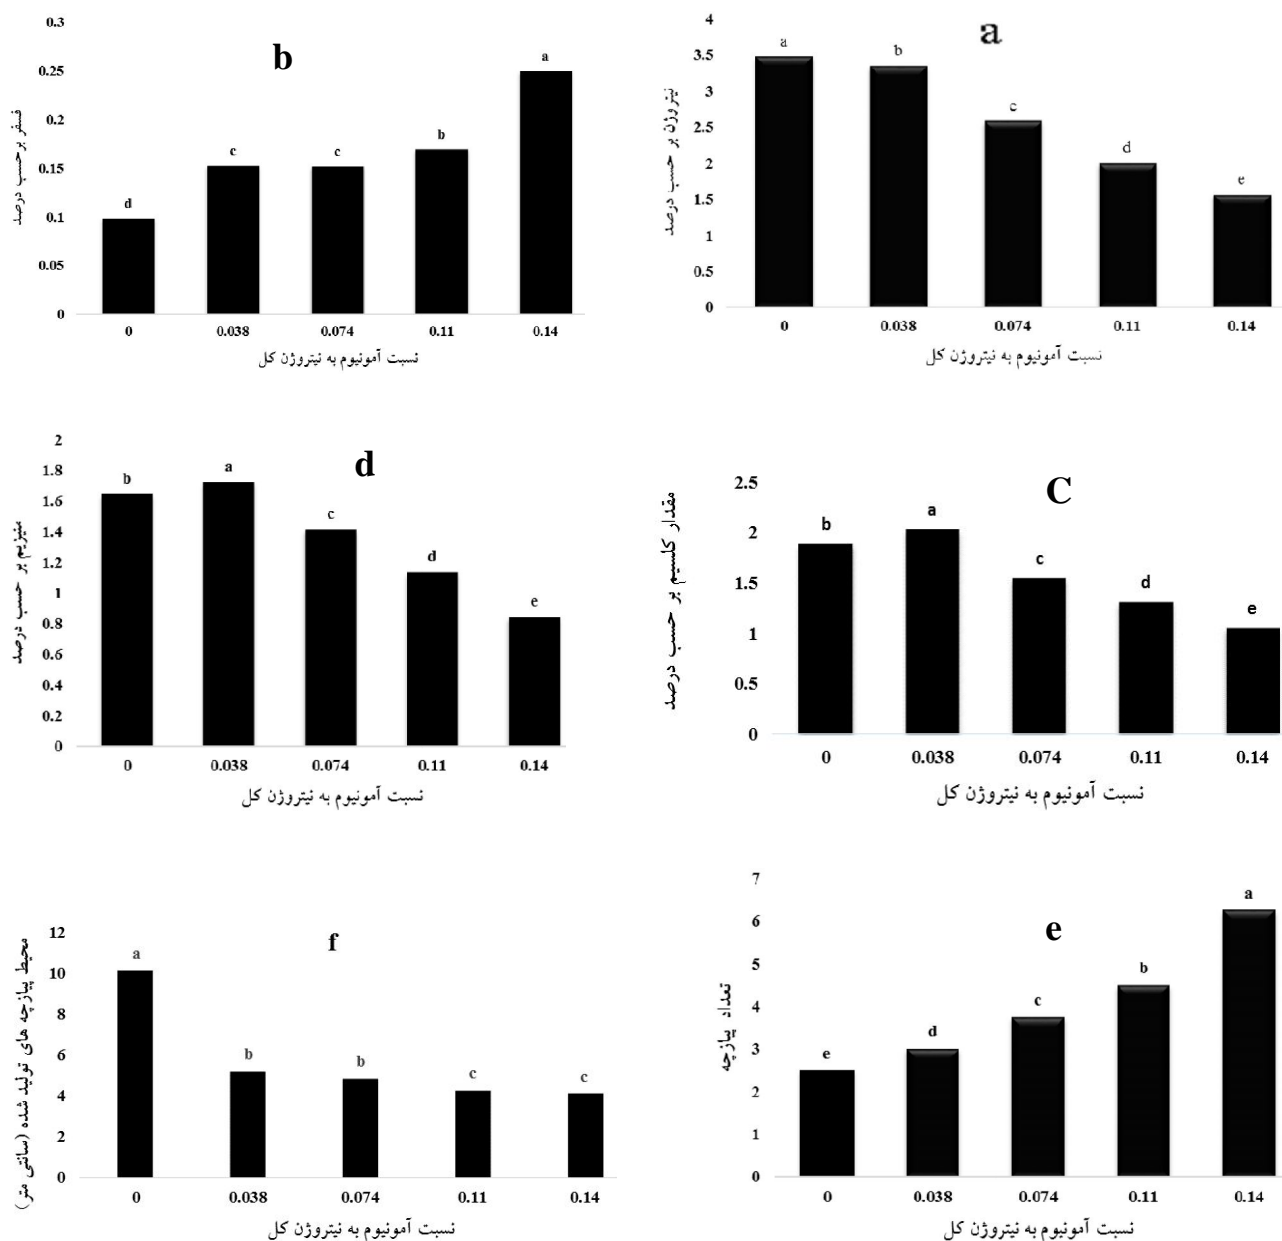 b
فسفر برحسب درصد
0.3
0.25
0.2
0.15
0.1
0.05
0
d
c
c
b
a
0 0.038 0.074 0.11 0.14
نسبت آمونیوم به نیتروژن کل
a
نیتروژن بر حسب درصد
4
3.5
3
2.5
2
1.5
1
0.5
0
a
b
c
d
e
0 0.038 0.074 0.11 0.14
نسبت آمونیوم به نیتروژن کل
d
منیزیم بر حسب درصد
2
1.8
1.6
1.4
1.2
1
0.8
0.6
0.4
0.2
0
b
a
c
d
e
0 0.038 0.074 0.11 0.14
نسبت آمونیوم به نیتروژن کل
C
مقدار کلسیم بر حسب درصد
2.5
2
1.5
1
0.5
0
b
a
c
d
e
0 0.038 0.074 0.11 0.14
نسبت آمونیوم به نیتروژن کل
f
محیط پیازچه های تولید شده (سانتی متر)
12
10
8
6
4
2
0
a
b
b
c
c
0 0.038 0.074 0.11 0.14
نسبت آمونیوم به نیتروژن کل
e
تعداد پیازچه
7
6
5
4
3
2
1
0
e
d
c
b
a
0 0.038 0.074 0.11 0.14
نسبت آمونیوم به نیتروژن کل